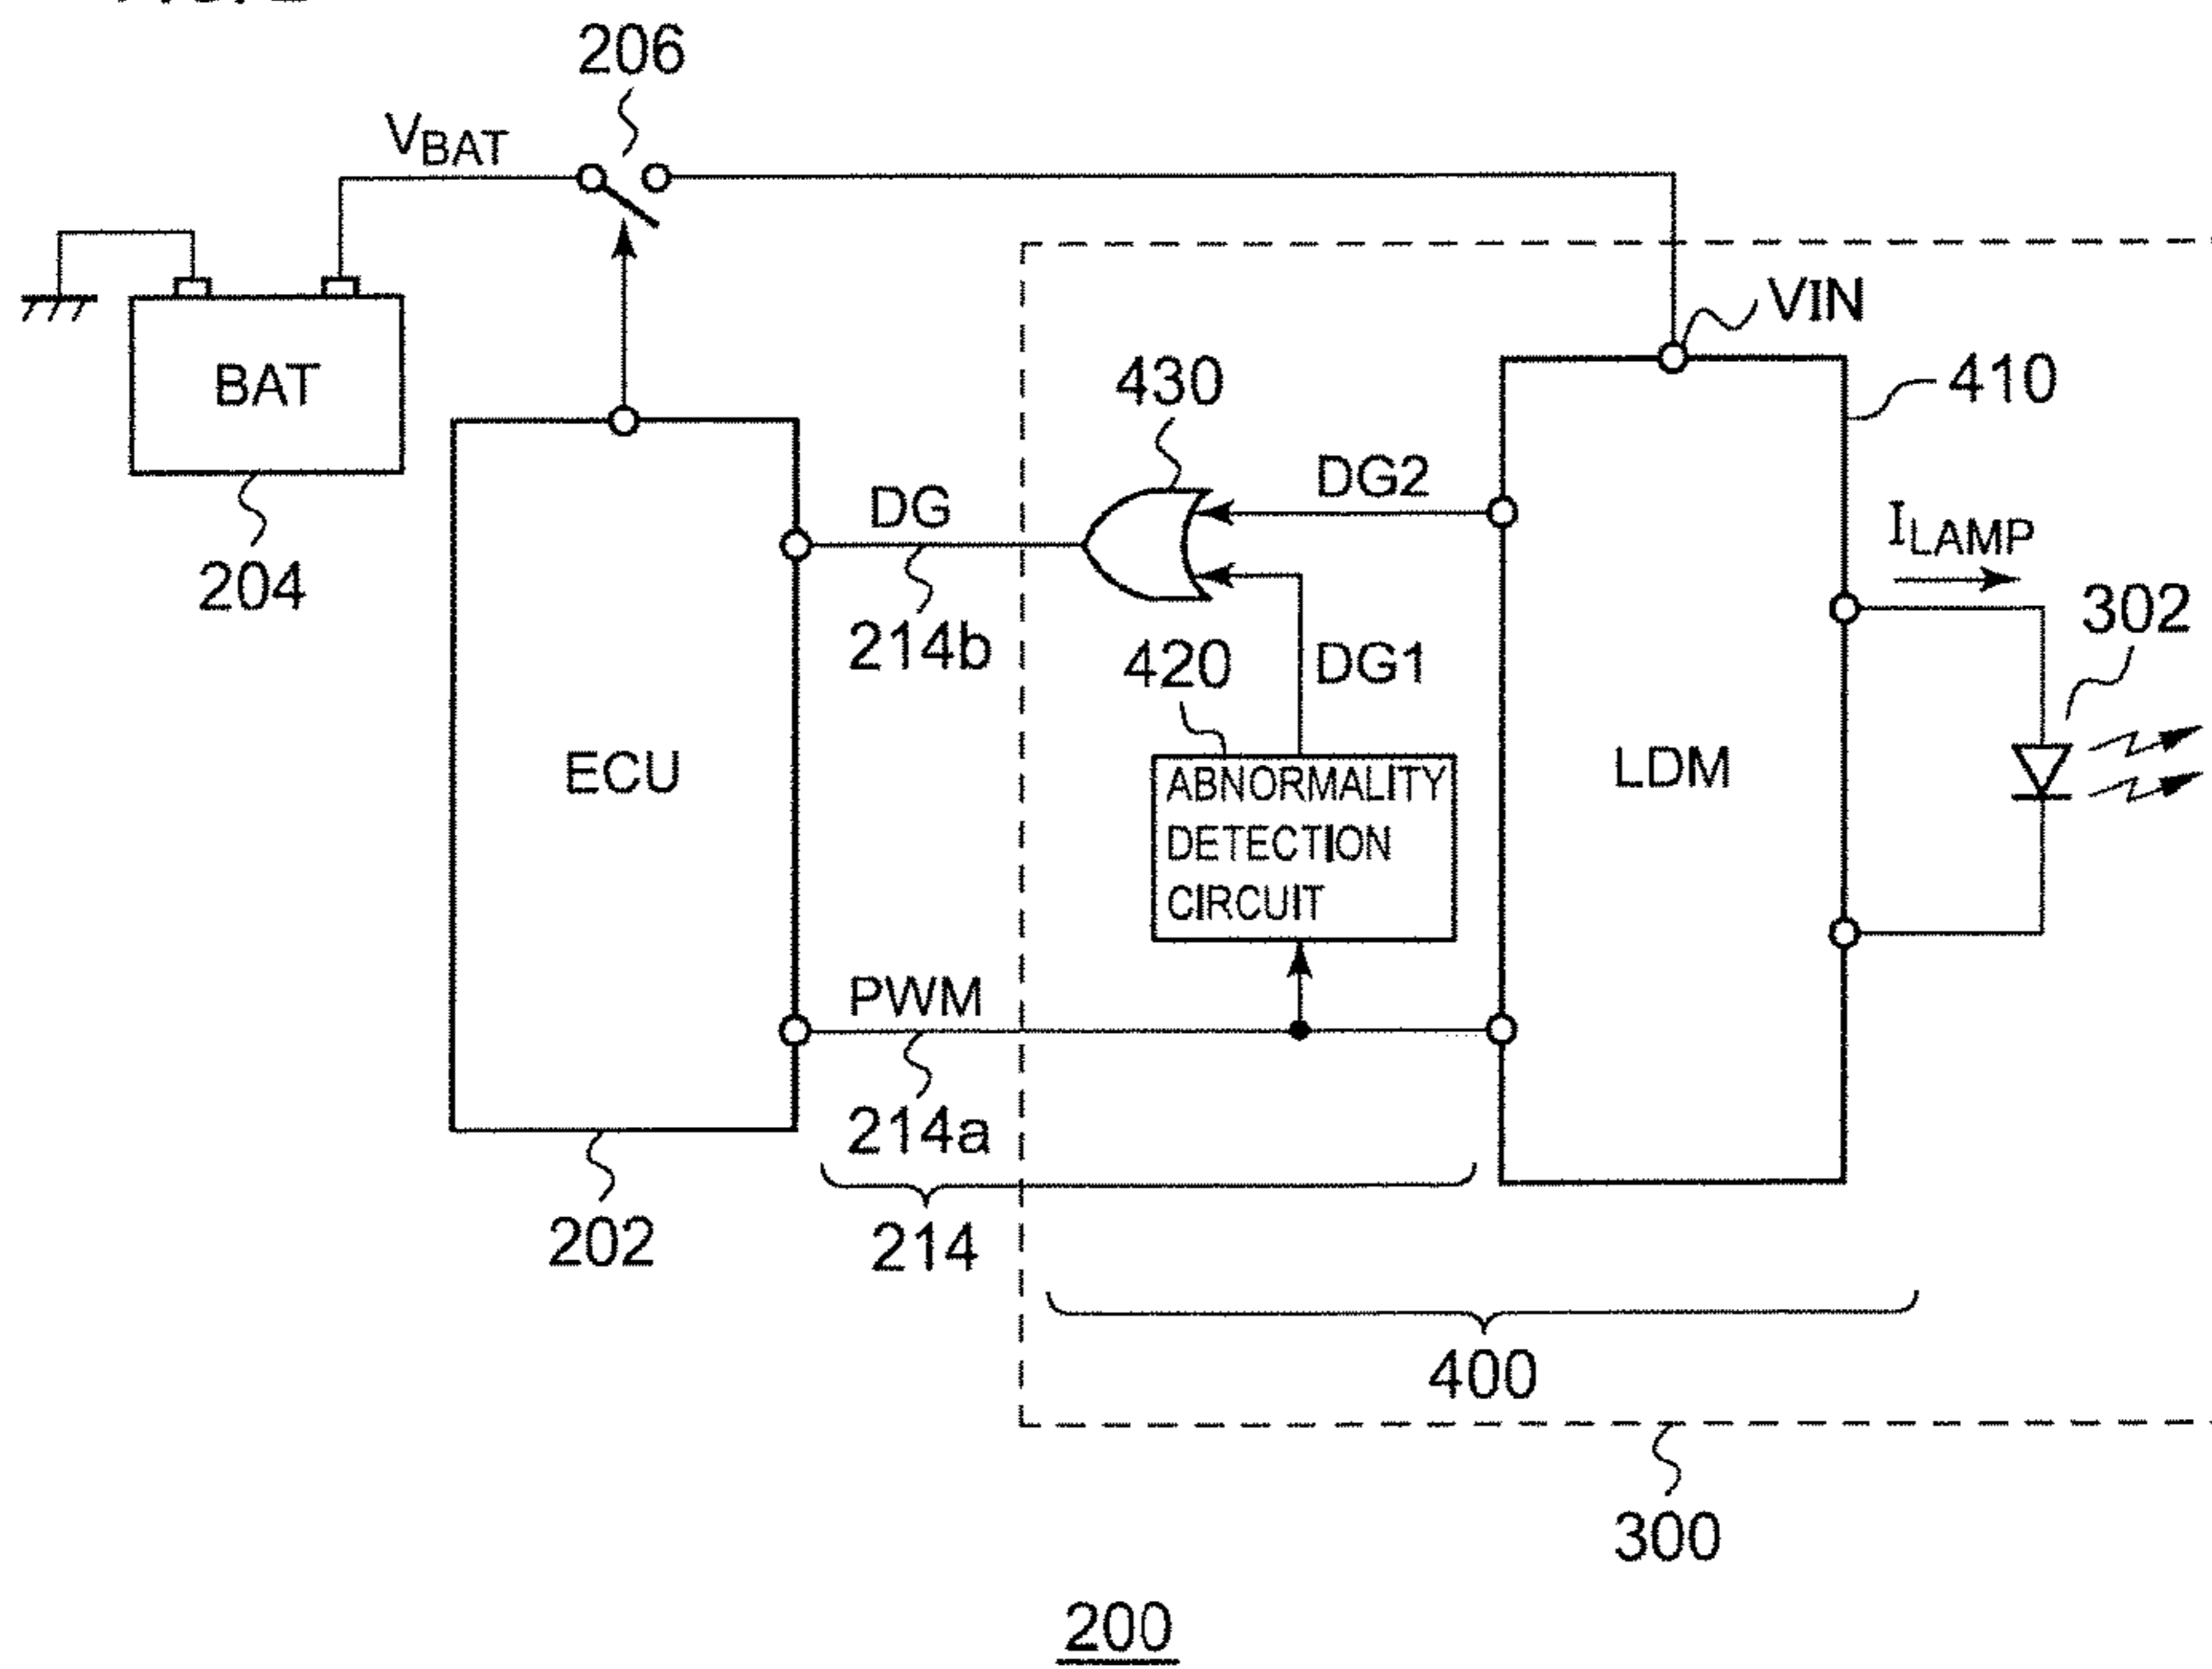 206
VBAT
VIN
BAT
430
410
DG2
DG
ILAMP
204
302
214b
420
DG1
ECU
ABNORMALITY
DETECTION
CIRCUIT
LDM
PWM
214a
202
214
400
300
200